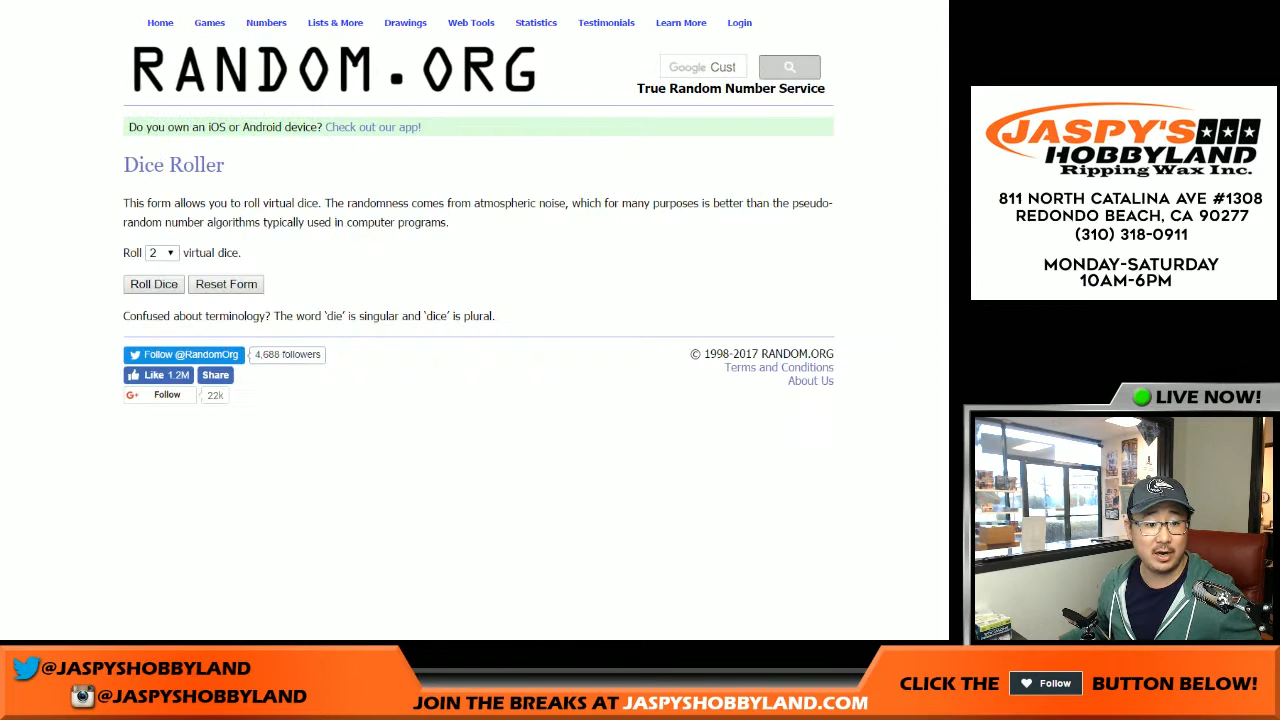 Home Games Numbers Lists & More Drawings Web Tools Statistics Testimonials Learn More Login
RANDOM.ORG
Google Cust
True Random Number Service
Do you own an iOS or Android device? Check out our app!
Dice Roller
This form allows you to roll virtual dice. The randomness comes from atmospheric noise, which for many purposes is better than the pseudo-
random number algorithms typically used in computer programs.
Roll 2 virtual dice.
Roll Dice Reset Form
Confused about terminology? The word ‘die’ is singular and ‘dice’ is plural.
Follow @RandomOrg 4,688 followers
Like 1.2M Share
G+ Follow 22k
© 1998-2017 RANDOM.ORG
Terms and Conditions
About Us
JASPY'S
HOBBYLAND
Ripping Wax Inc.
811 NORTH CATALINA AVE #1308
REDONDO BEACH, CA 90277
(310) 318-0911
MONDAY-SATURDAY
10AM-6PM
LIVE NOW!
@JASPYSHOBBYLAND
@JASPYSHOBBYLAND
JOIN THE BREAKS AT JASPYSHOBBYLAND.COM
CLICK THE Follow BUTTON BELOW!